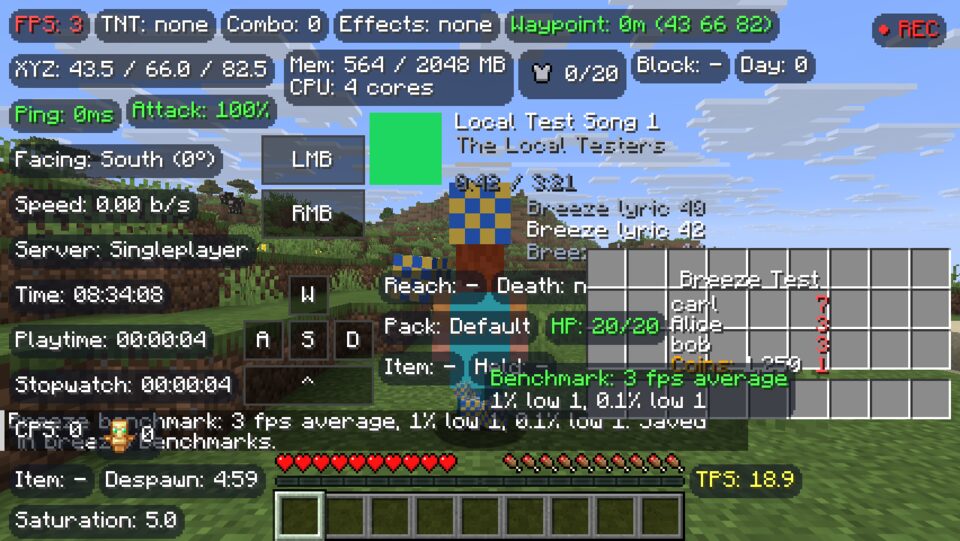 FPS: 3
TNT: none
Combo: 0
Effects: none
Waypoint: 0m (43 66 82)
REC
XYZ: 43.5 / 66.0 / 82.5
Mem: 564 / 2048 MB
CPU: 4 cores
0/20
Block: -
Day: 0
Ping: 0ms
Attack: 100%
Local Test Song 1
The Local Testers
0:42 / 3:21
Facing: South (0°)
LMB
Speed: 0.00 b/s
RMB
Breeze lyric 40
Breeze lyric 42
Breeze
Server: Singleplayer
Reach: -
Death: n
Breeze Test
carl 7
Alice 3
bob 3
Coins: 1,250 1
Time: 08:34:08
W
Pack: Default
HP: 20/20
Playtime: 00:00:04
A
S
D
Item: -
Held: -
Stopwatch: 00:00:04
^
Benchmark: 3 fps average
1% low 1, 0.1% low 1
Breeze benchmark: 3 fps average, 1% low 1, 0.1% low 1. Saved
in breeze benchmarks.
CPS: 0
0
Item: -
Despawn: 4:59
TPS: 18.9
Saturation: 5.0